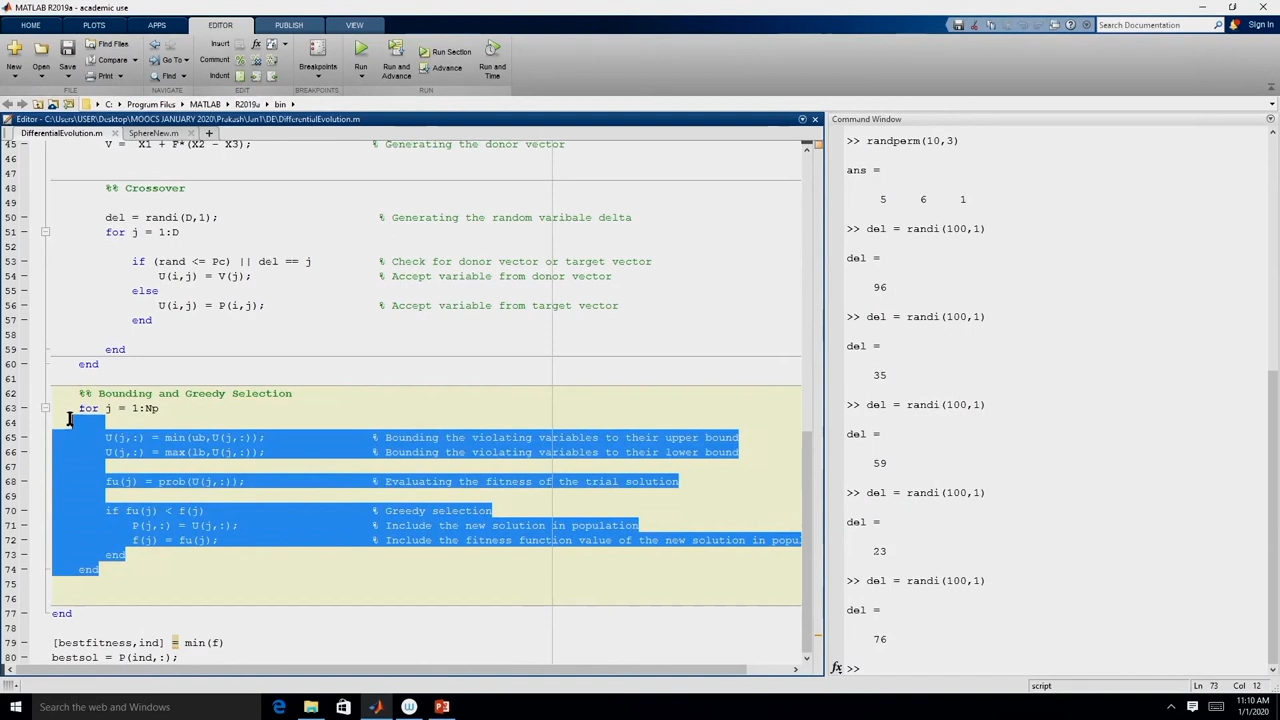 MATLAB R2019a - academic use
HOME PLOTS APPS EDITOR PUBLISH VIEW
Search Documentation Sign In
New Open Save Find Files Compare Print
Go To Find
Insert Comment Indent
Breakpoints Run Run and Advance Run Section Advance Run and Time
FILE NAVIGATE EDIT BREAKPOINTS RUN
C: Program Files MATLAB R2019a bin
Editor - C:\Users\USER\Desktop\MOOCS JANUARY 2020\Prakash\Jan1\DE\DifferentialEvolution.m
DifferentialEvolution.m SphereNew.m
45 V = X1 + F*(X2 - X3); % Generating the donor vector
46
47
48 %% Crossover
49
50 del = randi(D,1); % Generating the random varibale delta
51 for j = 1:D
52
53 if (rand <= Pc) || del == j % Check for donor vector or target vector
54 U(i,j) = V(j); % Accept variable from donor vector
55 else
56 U(i,j) = P(i,j); % Accept variable from target vector
57 end
58
59 end
60 end
61
62 %% Bounding and Greedy Selection
63 for j = 1:Np
64
65 U(j,:) = min(ub,U(j,:)); % Bounding the violating variables to their upper bound
66 U(j,:) = max(lb,U(j,:)); % Bounding the violating variables to their lower bound
67
68 fu(j) = prob(U(j,:)); % Evaluating the fitness of the trial solution
69
70 if fu(j) < f(j) % Greedy selection
71 P(j,:) = U(j,:); % Include the new solution in population
72 f(j) = fu(j); % Include the fitness function value of the new solution in popul
73 end
74 end
75
76
77 end
78
79 [bestfitness,ind] = min(f)
80 bestsol = P(ind,:);
Command Window
>> randperm(10,3)
ans =
5 6 1
>> del = randi(100,1)
del =
96
>> del = randi(100,1)
del =
35
>> del = randi(100,1)
del =
59
>> del = randi(100,1)
del =
23
>> del = randi(100,1)
del =
76
fx >>
script Ln 73 Col 12
Search the Web and Windows
11:10 AM
1/1/2020